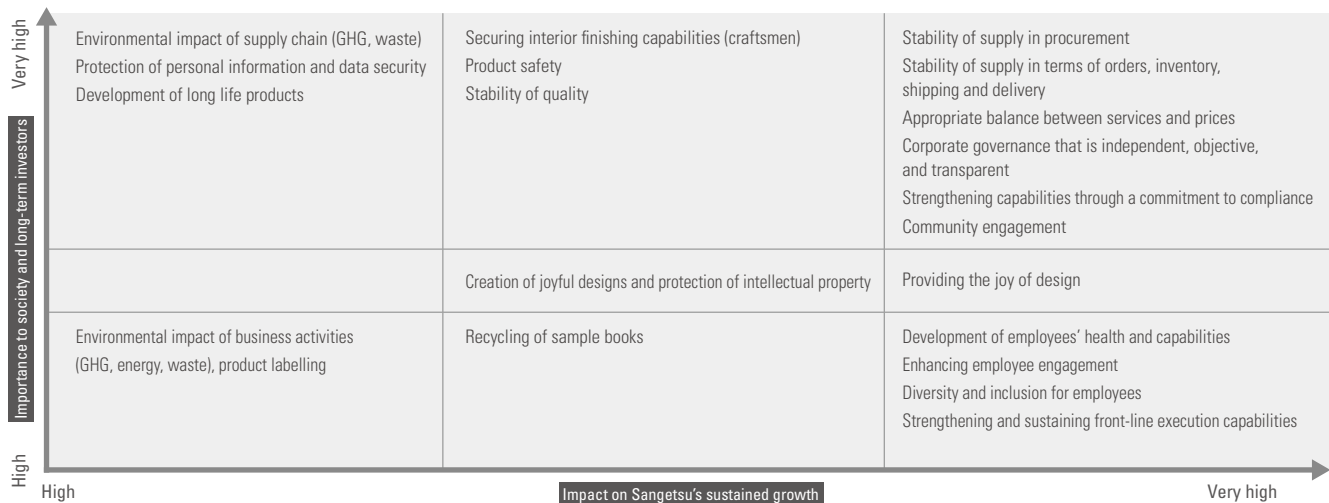 Very high
Importance to society and long-term investors
High
Environmental impact of supply chain (GHG, waste)
Protection of personal information and data security
Development of long life products
Securing interior finishing capabilities (craftsmen)
Product safety
Stability of quality
Stability of supply in procurement
Stability of supply in terms of orders, inventory,
shipping and delivery
Appropriate balance between services and prices
Corporate governance that is independent, objective,
and transparent
Strengthening capabilities through a commitment to compliance
Community engagement
Creation of joyful designs and protection of intellectual property
Providing the joy of design
Environmental impact of business activities
(GHG, energy, waste), product labelling
Recycling of sample books
Development of employees’ health and capabilities
Enhancing employee engagement
Diversity and inclusion for employees
Strengthening and sustaining front-line execution capabilities
High
Impact on Sangetsu’s sustained growth
Very high